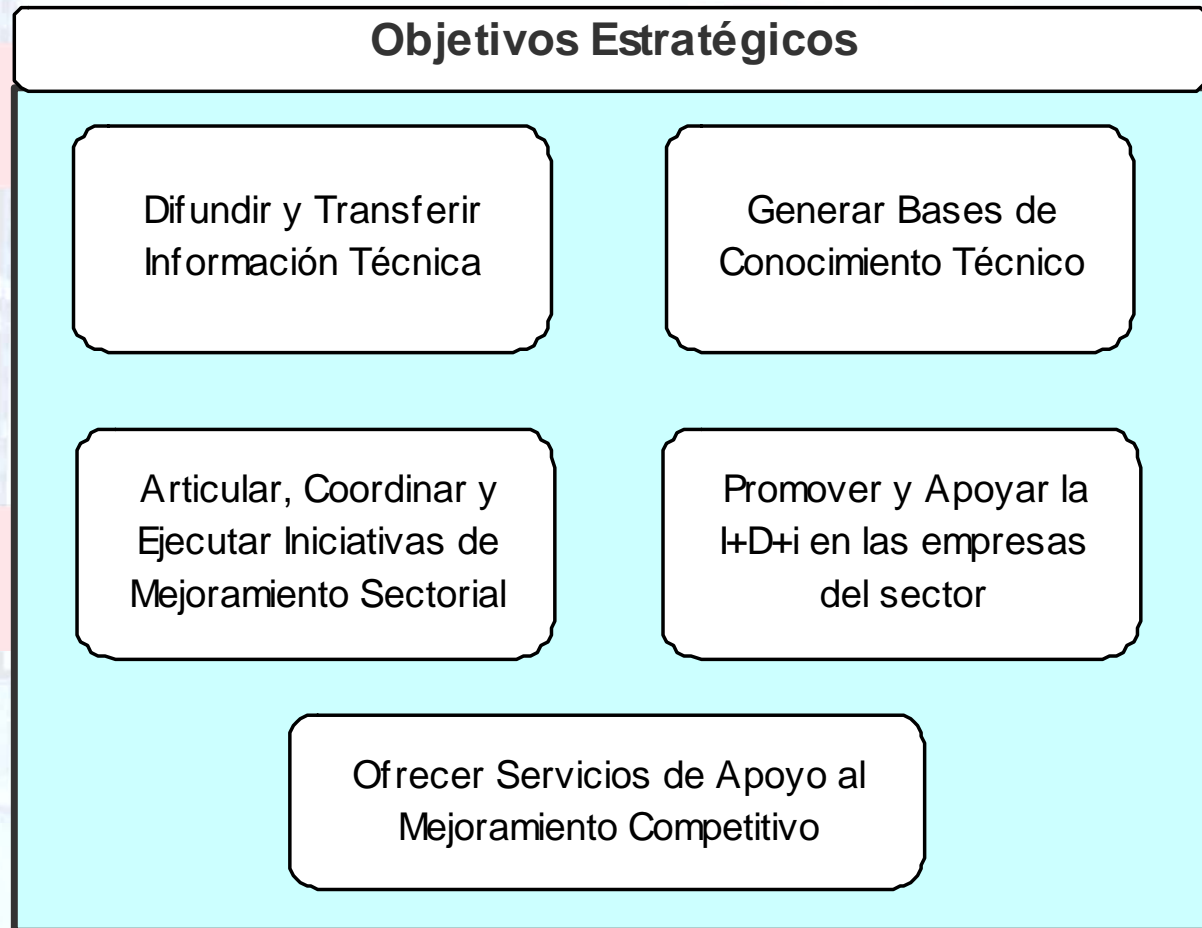 Objetivos Estratégicos
Difundir y Transferir
Información Técnica
Generar Bases de
Conocimiento Técnico
Articular, Coordinar y
Ejecutar Iniciativas de
Mejoramiento Sectorial
Promover y Apoyar la
I+D+i en las empresas
del sector
Ofrecer Servicios de Apoyo al
Mejoramiento Competitivo